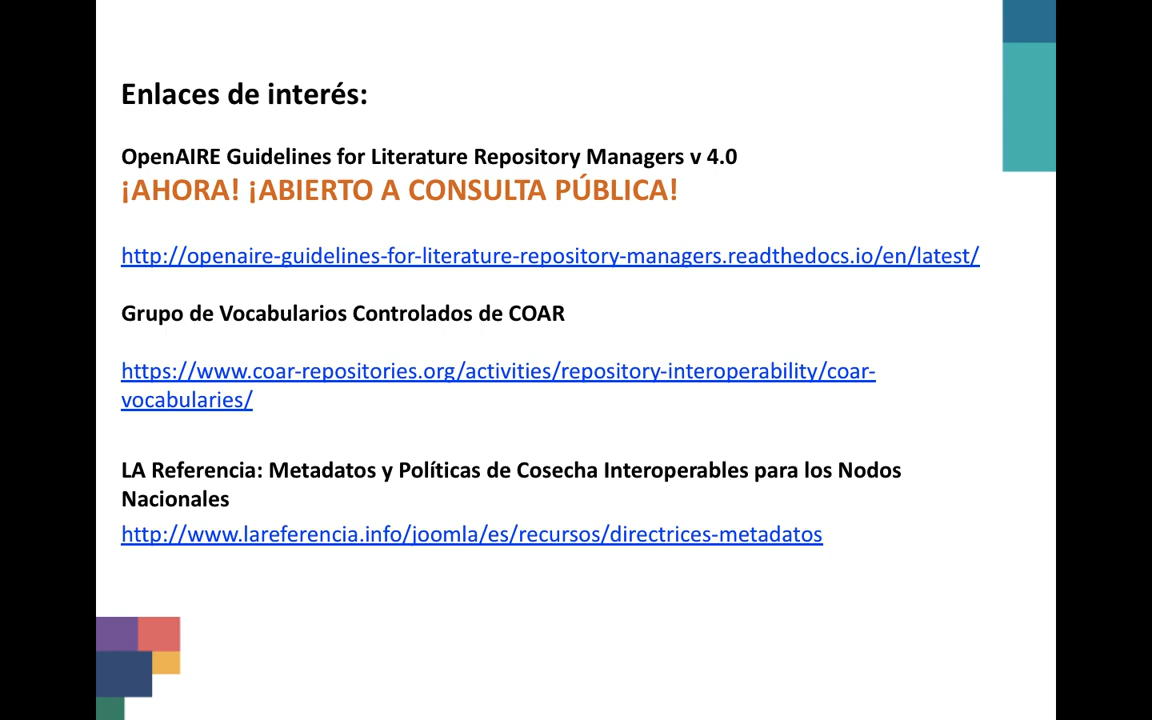 Enlaces de interés:
OpenAIRE Guidelines for Literature Repository Managers v 4.0
¡AHORA! ¡ABIERTO A CONSULTA PÚBLICA!
http://openaire-guidelines-for-literature-repository-managers.readthedocs.io/en/latest/
Grupo de Vocabularios Controlados de COAR
https://www.coar-repositories.org/activities/repository-interoperability/coar-
vocabularies/
LA Referencia: Metadatos y Políticas de Cosecha Interoperables para los Nodos
Nacionales
http://www.lareferencia.info/joomla/es/recursos/directrices-metadatos